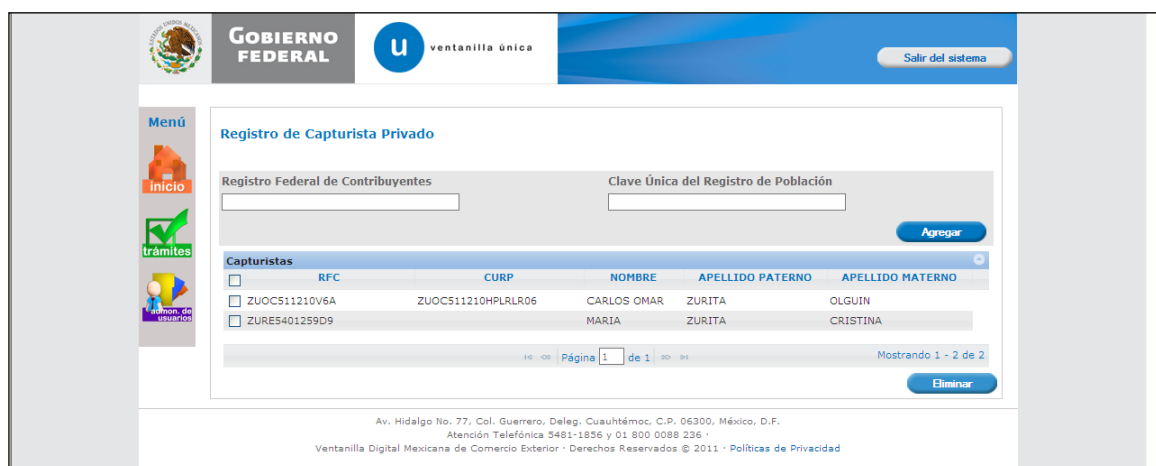 ESTADOS UNIDOS MEXICANOS
GOBIERNO
FEDERAL
u ventanilla única
Salir del sistema
Menú
inicio
trámites
admon. de
usuarios
Registro de Capturista Privado
Registro Federal de Contribuyentes Clave Única del Registro de Población
Agregar
Capturistas
RFC CURP NOMBRE APELLIDO PATERNO APELLIDO MATERNO
ZUOC511210V6A ZUOC511210HPLRLR06 CARLOS OMAR ZURITA OLGUIN
ZURE5401259D9 MARIA ZURITA CRISTINA
Página 1 de 1 Mostrando 1 - 2 de 2
Eliminar
Av. Hidalgo No. 77, Col. Guerrero, Deleg. Cuauhtémoc, C.P. 06300, México, D.F.
Atención Telefónica 5481-1856 y 01 800 0088 236 ·
Ventanilla Digital Mexicana de Comercio Exterior · Derechos Reservados © 2011 · Políticas de Privacidad